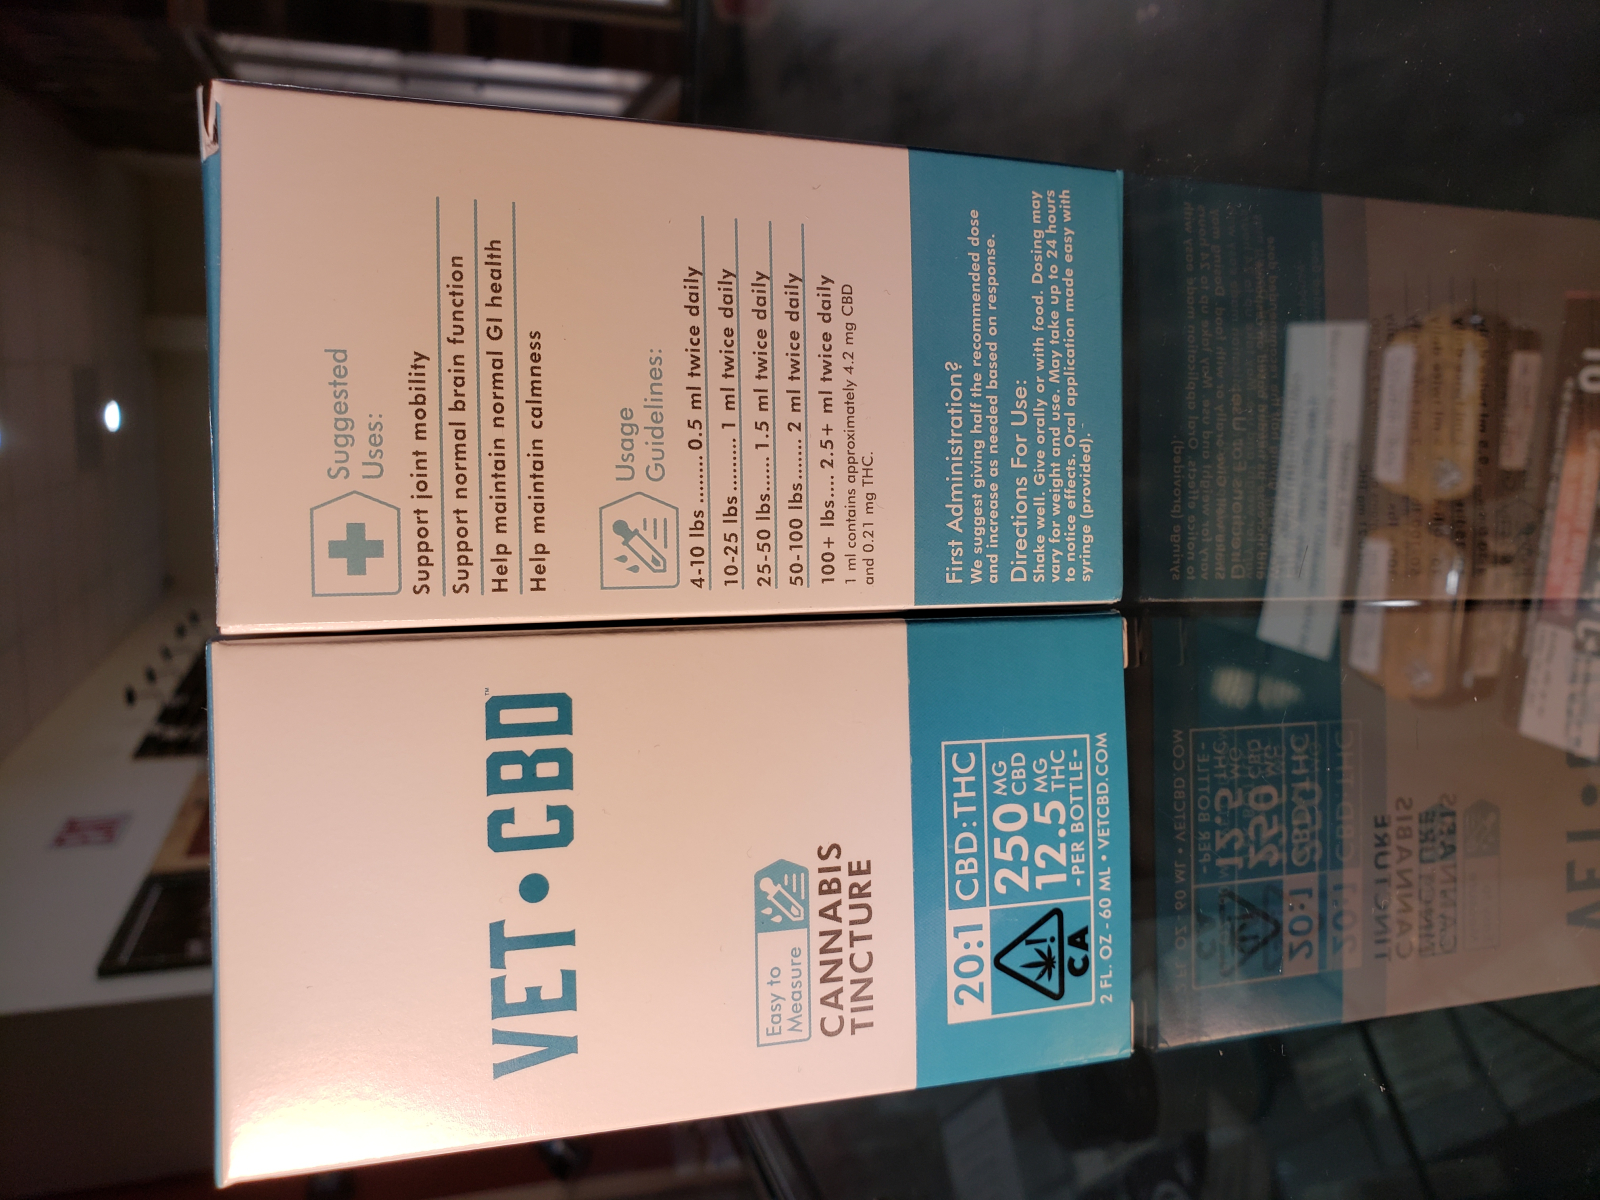 VET•CBD™
Easy to
Measure
CANNABIS
TINCTURE
20:1 CBD:THC
250 MG CBD
12.5 MG THC
-PER BOTTLE-
CA
2 FL. OZ - 60 ML • VETCBD.COM
Suggested
Uses:
Support joint mobility
Support normal brain function
Help maintain normal GI health
Help maintain calmness
Usage
Guidelines:
4-10 lbs ........ 0.5 ml twice daily
10-25 lbs.......... 1 ml twice daily
25-50 lbs....... 1.5 ml twice daily
50-100 lbs....... 2 ml twice daily
100+ lbs.... 2.5+ ml twice daily
1 ml contains approximately 4.2 mg CBD
and 0.21 mg THC.
First Administration?
We suggest giving half the recommended dose
and increase as needed based on response.
Directions For Use:
Shake well. Give orally or with food. Dosing may
vary for weight and use. May take up to 24 hours
to notice effects. Oral application made easy with
syringe (provided).